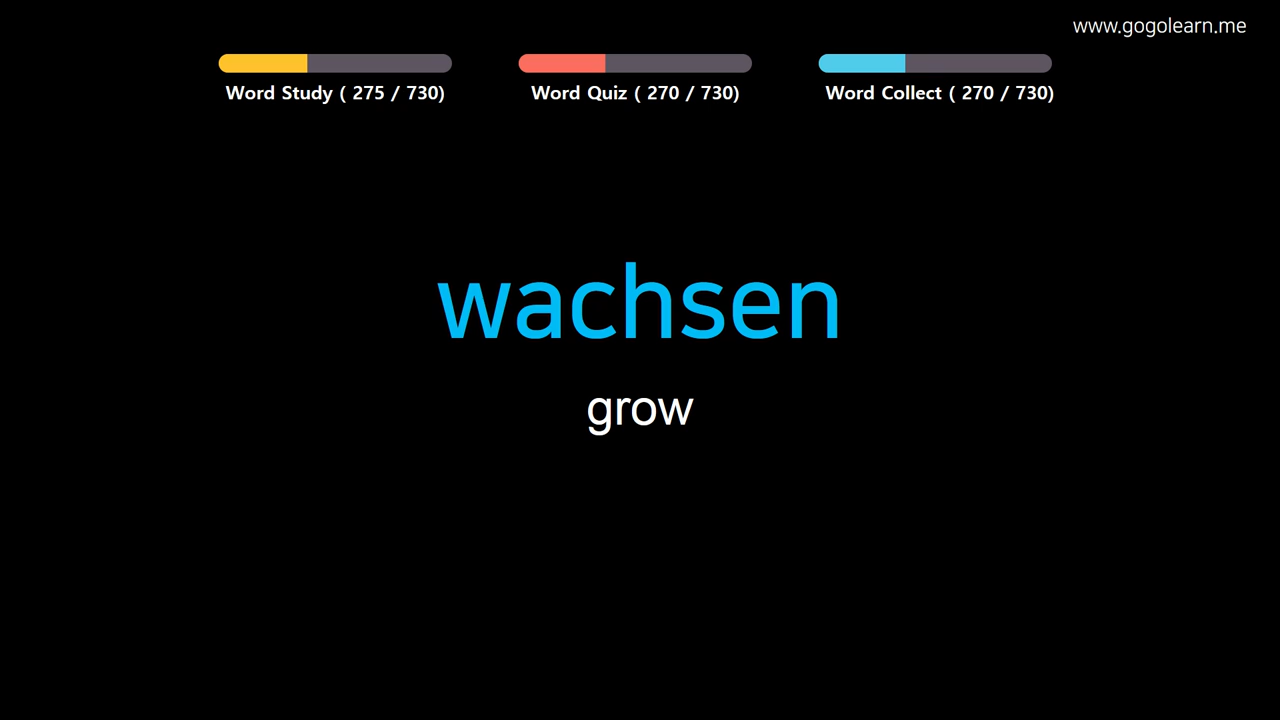 www.gogolearn.me
Word Study ( 275 / 730)
Word Quiz ( 270 / 730)
Word Collect ( 270 / 730)
wachsen
grow